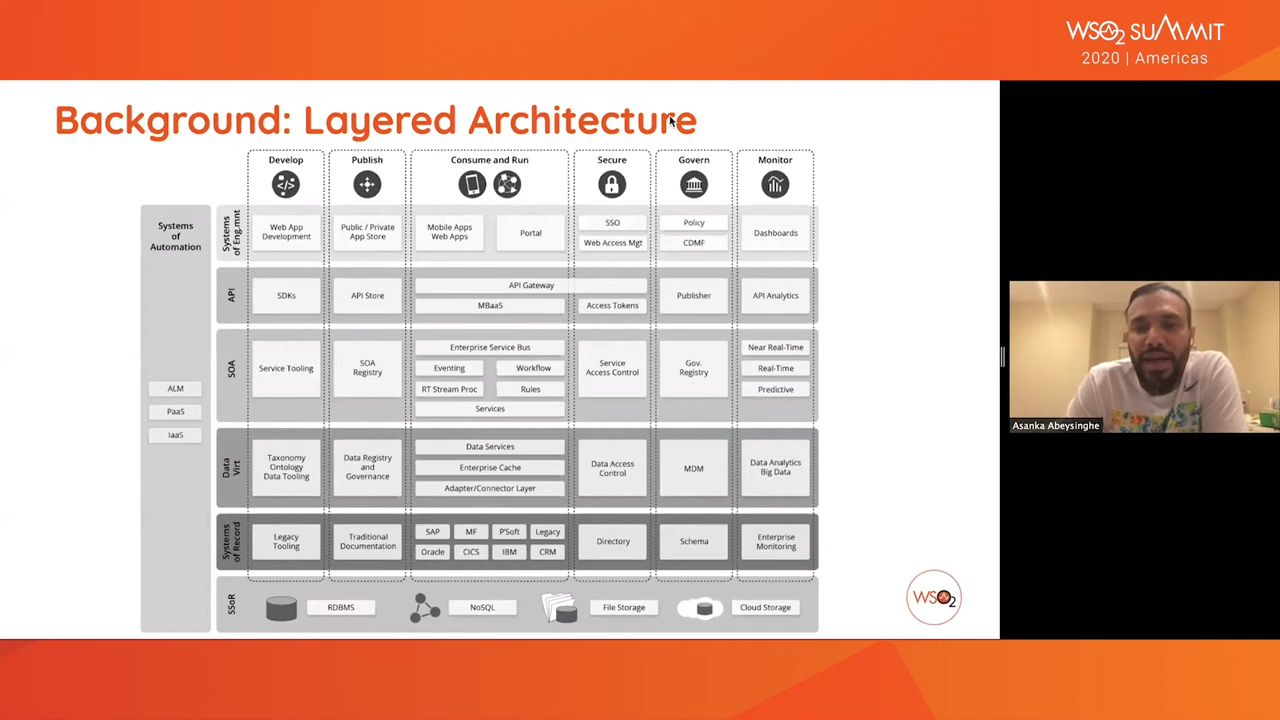 WSO2 SUMMIT
2020 | Americas
Background: Layered Architecture
Develop
Publish
Consume and Run
Secure
Govern
Monitor
Systems
of
Automation
ALM
PaaS
IaaS
Systems
of Eng.mnt
Web App
Development
Public / Private
App Store
Mobile Apps
Web Apps
Portal
SSO
Web Access Mgt
Policy
CDMF
Dashboards
API
SDKs
API Store
API Gateway
MBaaS
Access Tokens
Publisher
API Analytics
SOA
Service Tooling
SOA
Registry
Enterprise Service Bus
Eventing
Workflow
RT Stream Proc
Rules
Services
Service
Access Control
Gov.
Registry
Near Real-Time
Real-Time
Predictive
Data
Virt
Taxonomy
Ontology
Data Tooling
Data Registry
and
Governance
Data Services
Enterprise Cache
Adapter/Connector Layer
Data Access
Control
MDM
Data Analytics
Big Data
Systems
of Record
Legacy
Tooling
Traditional
Documentation
SAP
MF
P'Soft
Legacy
Oracle
CICS
IBM
CRM
Directory
Schema
Enterprise
Monitoring
SSoR
RDBMS
NoSQL
File Storage
Cloud Storage
WSO2
Asanka Abeysinghe